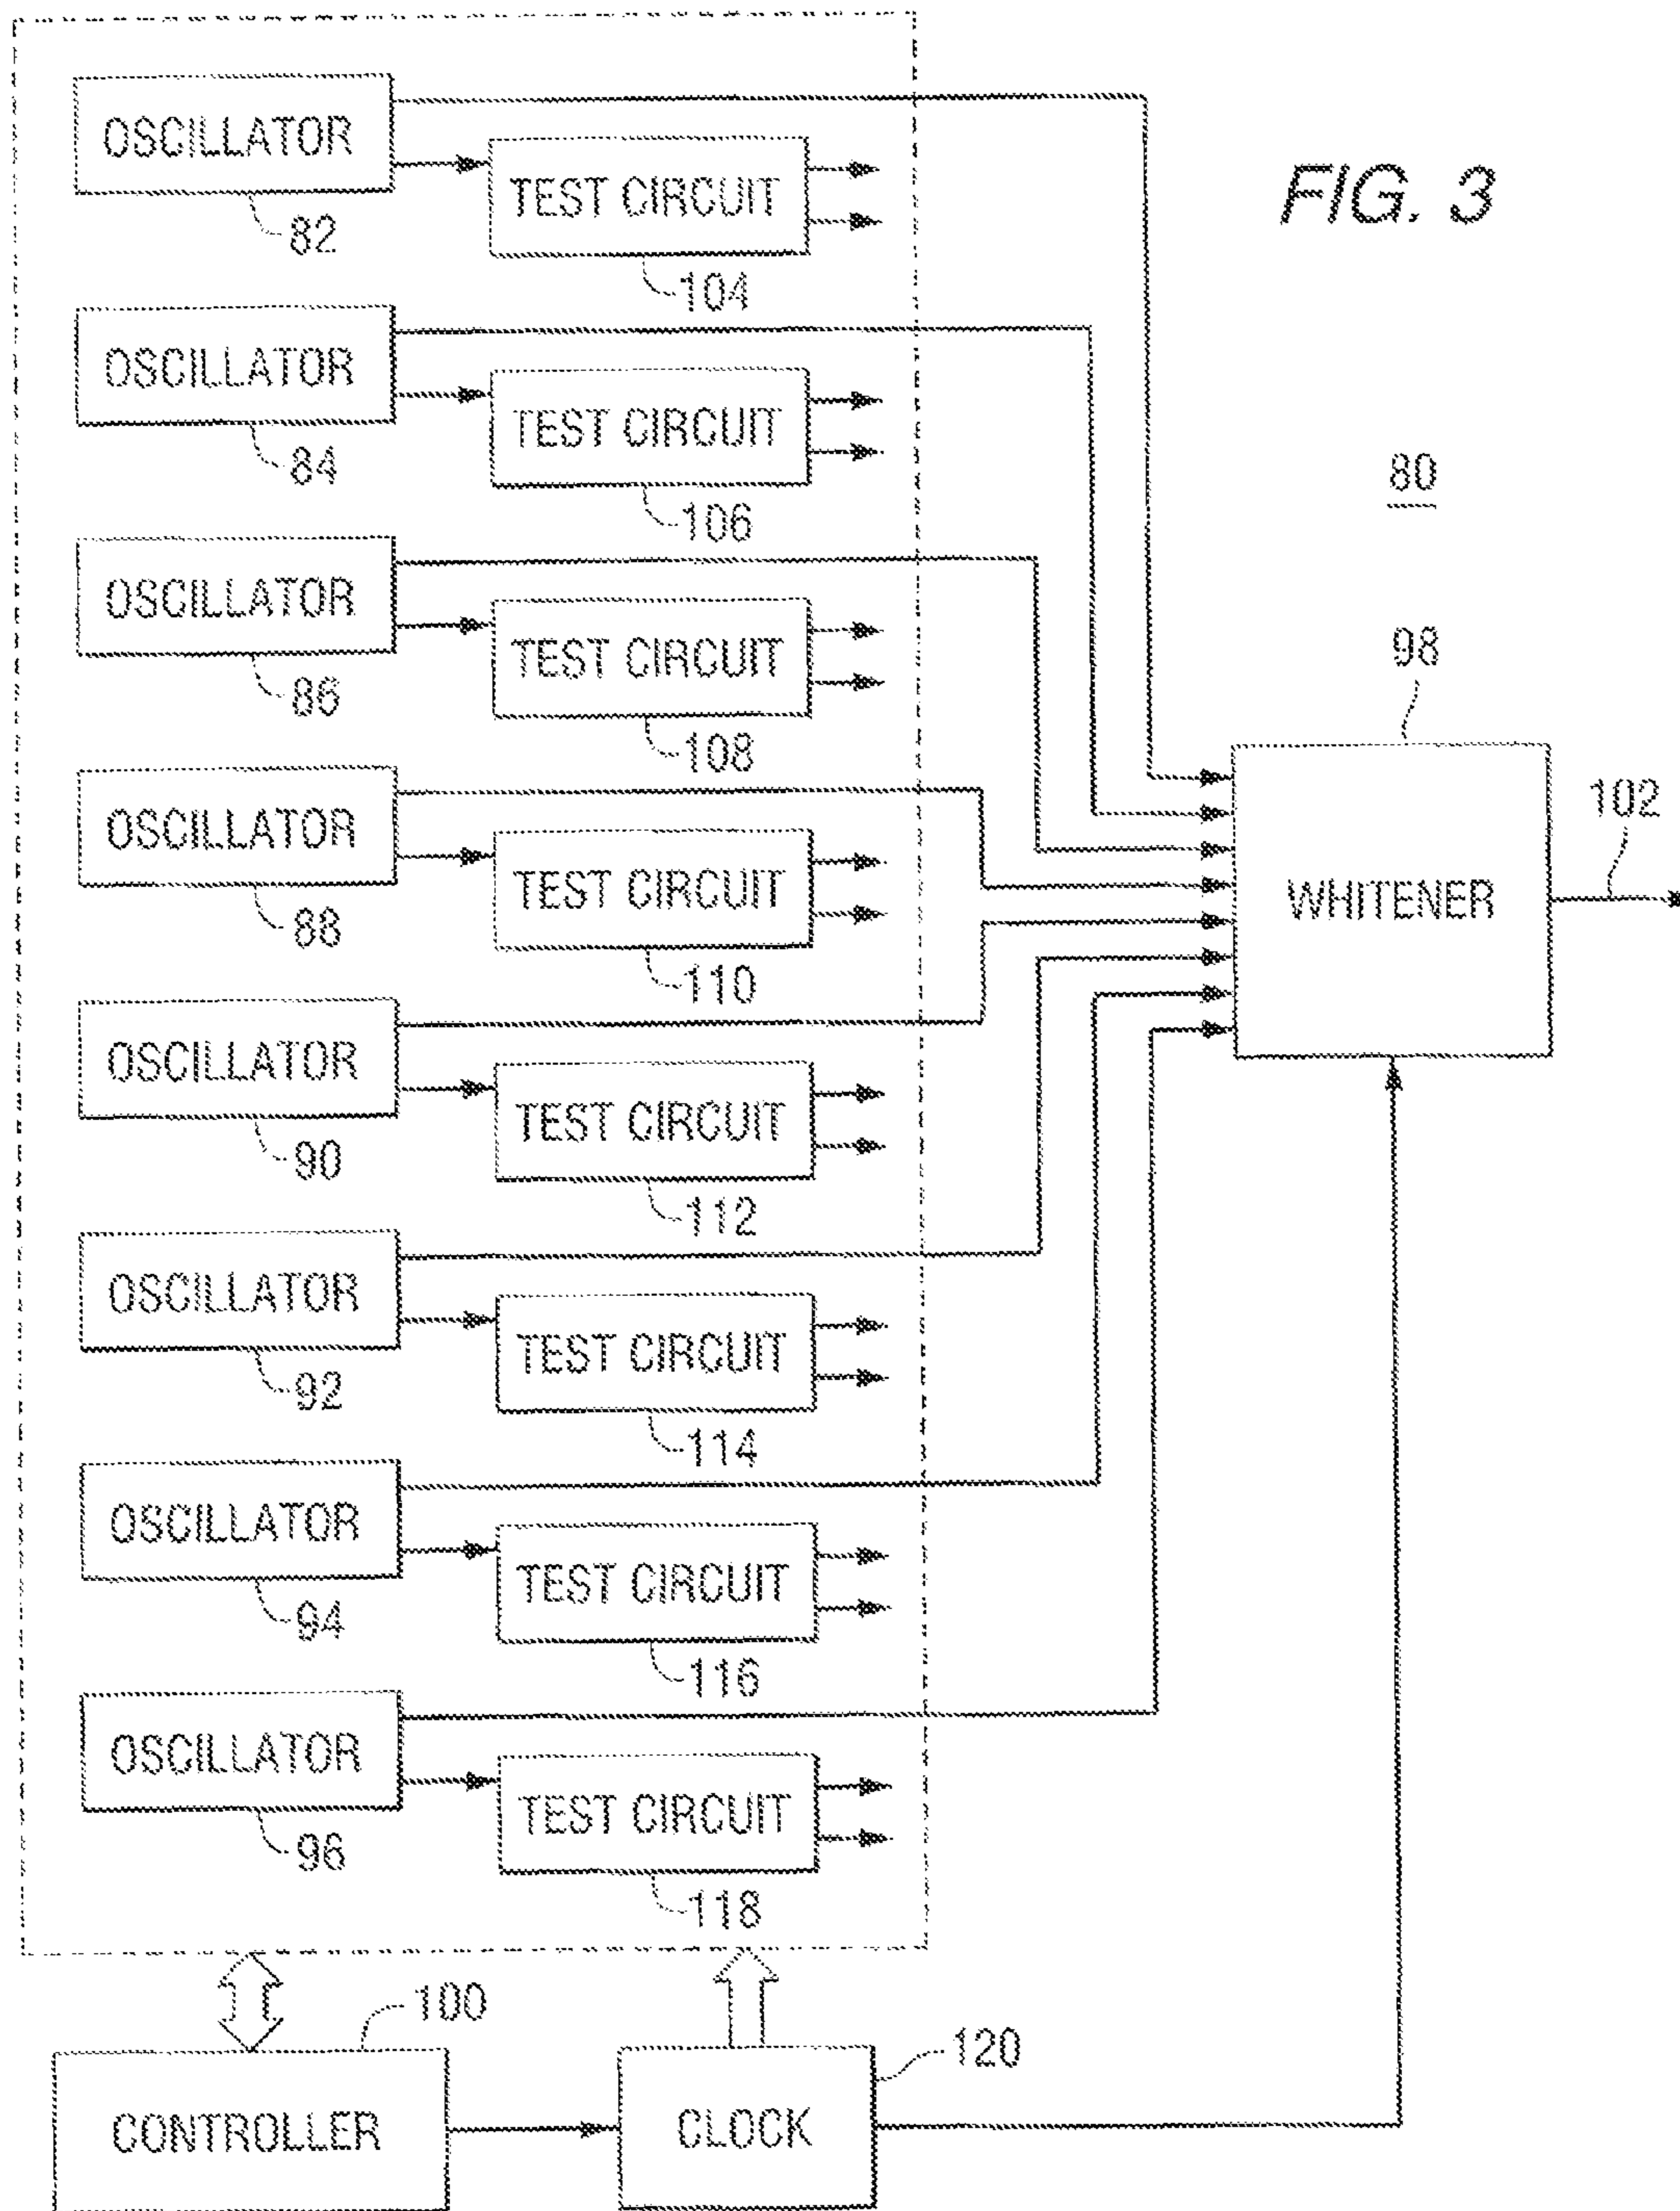 OSCILLATOR
82
TEST CIRCUIT
104
FIG. 3
OSCILLATOR
84
TEST CIRCUIT
106
80
OSCILLATOR
86
TEST CIRCUIT
108
98
OSCILLATOR
88
TEST CIRCUIT
110
WHITENER
102
OSCILLATOR
90
TEST CIRCUIT
112
OSCILLATOR
92
TEST CIRCUIT
114
OSCILLATOR
94
TEST CIRCUIT
116
OSCILLATOR
96
TEST CIRCUIT
118
100
CONTROLLER
120
CLOCK